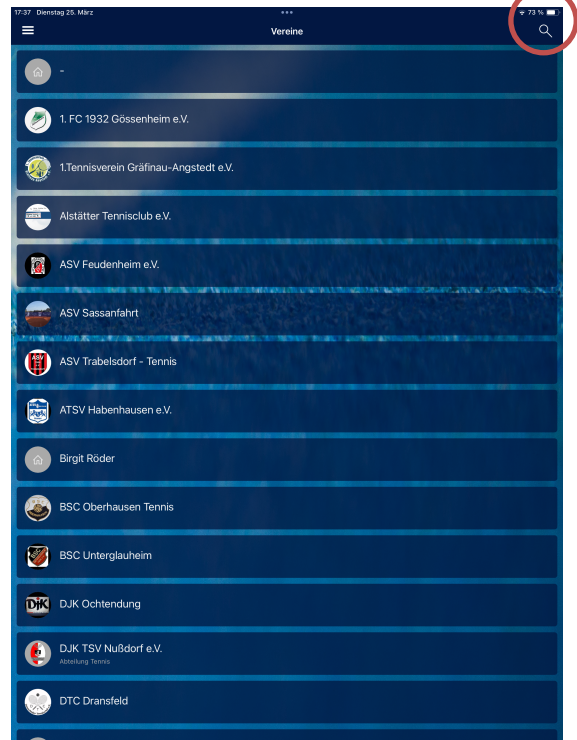 17:37 Dienstag 25. März
73 %
Vereine
-
1. FC 1932 Gössenheim e.V.
1.Tennisverein Gräfinau-Angstedt e.V.
Alstätter Tennisclub e.V.
ASV Feudenheim e.V.
ASV Sassanfahrt
ASV
ASV Trabelsdorf - Tennis
ATSV Habenhausen e.V.
Birgit Röder
BSC Oberhausen Tennis
BSC Unterglauheim
DJK
DJK Ochtendung
DJK TSV Nußdorf e.V.
Abteilung Tennis
DTC Dransfeld